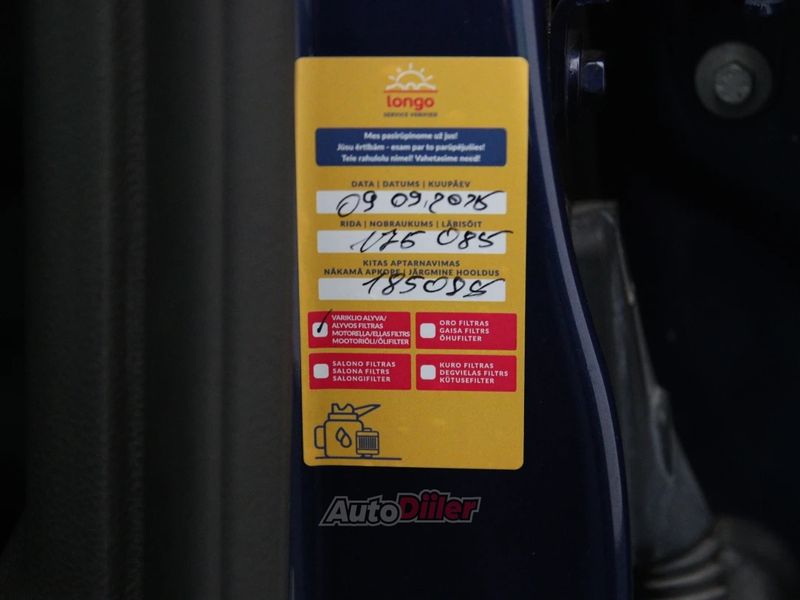 longo
SERVICE VERIFIED
Mes pasirūpinome už jus!
Jūsu ērtībām - esam par to parūpējušies!
Teie rahulolu nimel! Vahetasime need!
DATA | DATUMS | KUUPÄEV
09 09.2025
RIDA | NOBRAUKUMS | LÄBISÕIT
176 085
KITAS APTARNAVIMAS
NĀKAMĀ APKOPE | JÄRGMINE HOOLDUS
185085
VARIKLIO ALYVA/
ALYVOS FILTRAS
MOTORELLA/ELLAS FILTRS
MOOTORIÕLI/ÕLIFILTER
ORO FILTRAS
GAISA FILTRS
ÕHUFILTER
SALONO FILTRAS
SALONA FILTRS
SALONGIFILTER
KURO FILTRAS
DEGVIELAS FILTRS
KÜTUSEFILTER
AutoDiiler